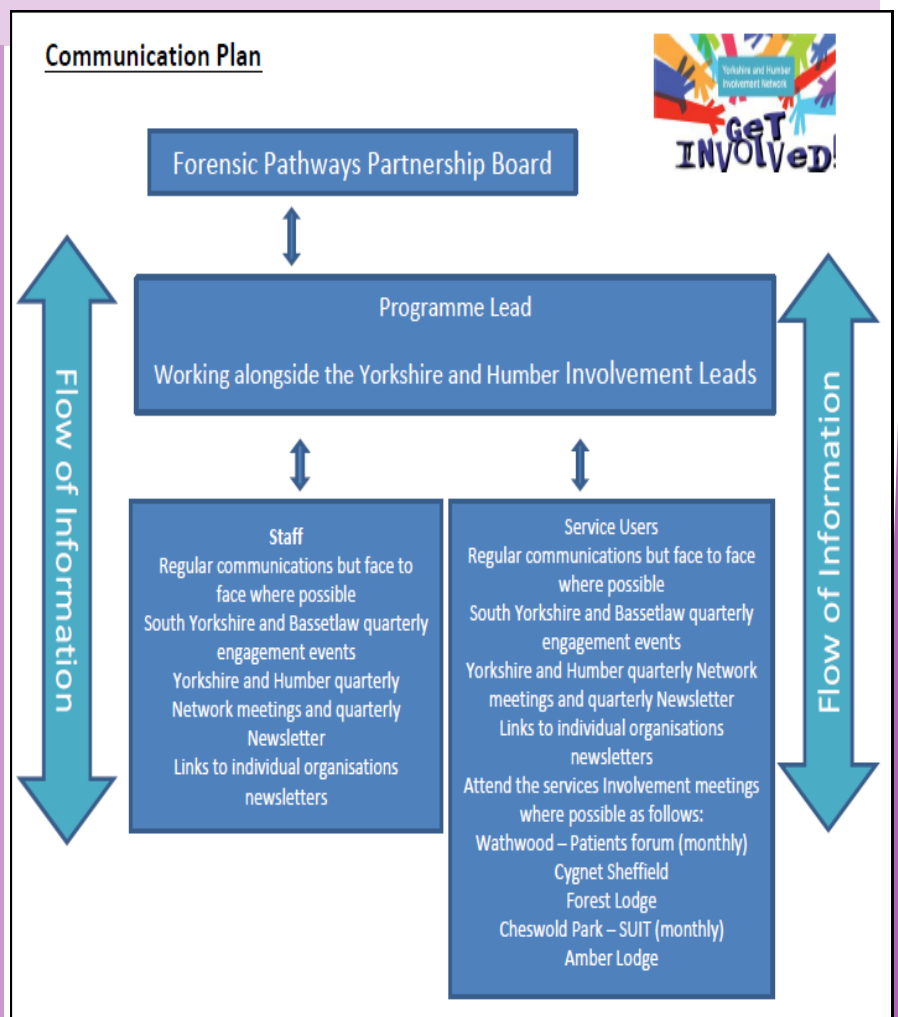 Communication Plan
Yorkshire and Humber
Involvement Network
GeT
INVOLVeD!
Forensic Pathways Partnership Board
Programme Lead
Working alongside the Yorkshire and Humber Involvement Leads
Flow of Information
Staff
Regular communications but face to
face where possible
South Yorkshire and Bassetlaw quarterly
engagement events
Yorkshire and Humber quarterly
Network meetings and quarterly
Newsletter
Links to individual organisations
newsletters
Service Users
Regular communications but face to face
where possible
South Yorkshire and Bassetlaw quarterly
engagement events
Yorkshire and Humber quarterly Network
meetings and quarterly Newsletter
Links to individual organisations
newsletters
Attend the services Involvement meetings
where possible as follows:
Wathwood – Patients forum (monthly)
Cygnet Sheffield
Forest Lodge
Cheswold Park – SUIT (monthly)
Amber Lodge
Flow of Information